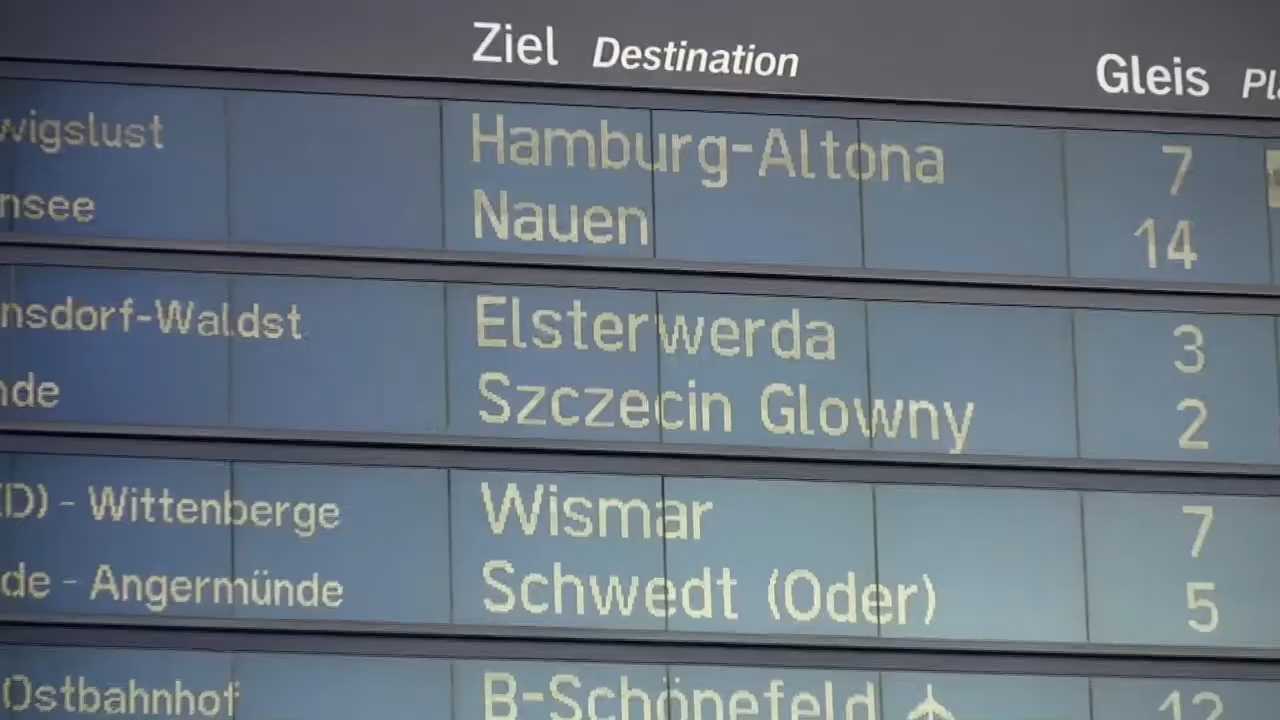 Ziel Destination Gleis
wigslust Hamburg-Altona 7
nsee Nauen 14
nsdorf-Waldst Elsterwerda 3
nde Szczecin Glowny 2
(D) - Wittenberge Wismar 7
de - Angermünde Schwedt (Oder) 5
Ostbahnhof B-Schönefeld 12